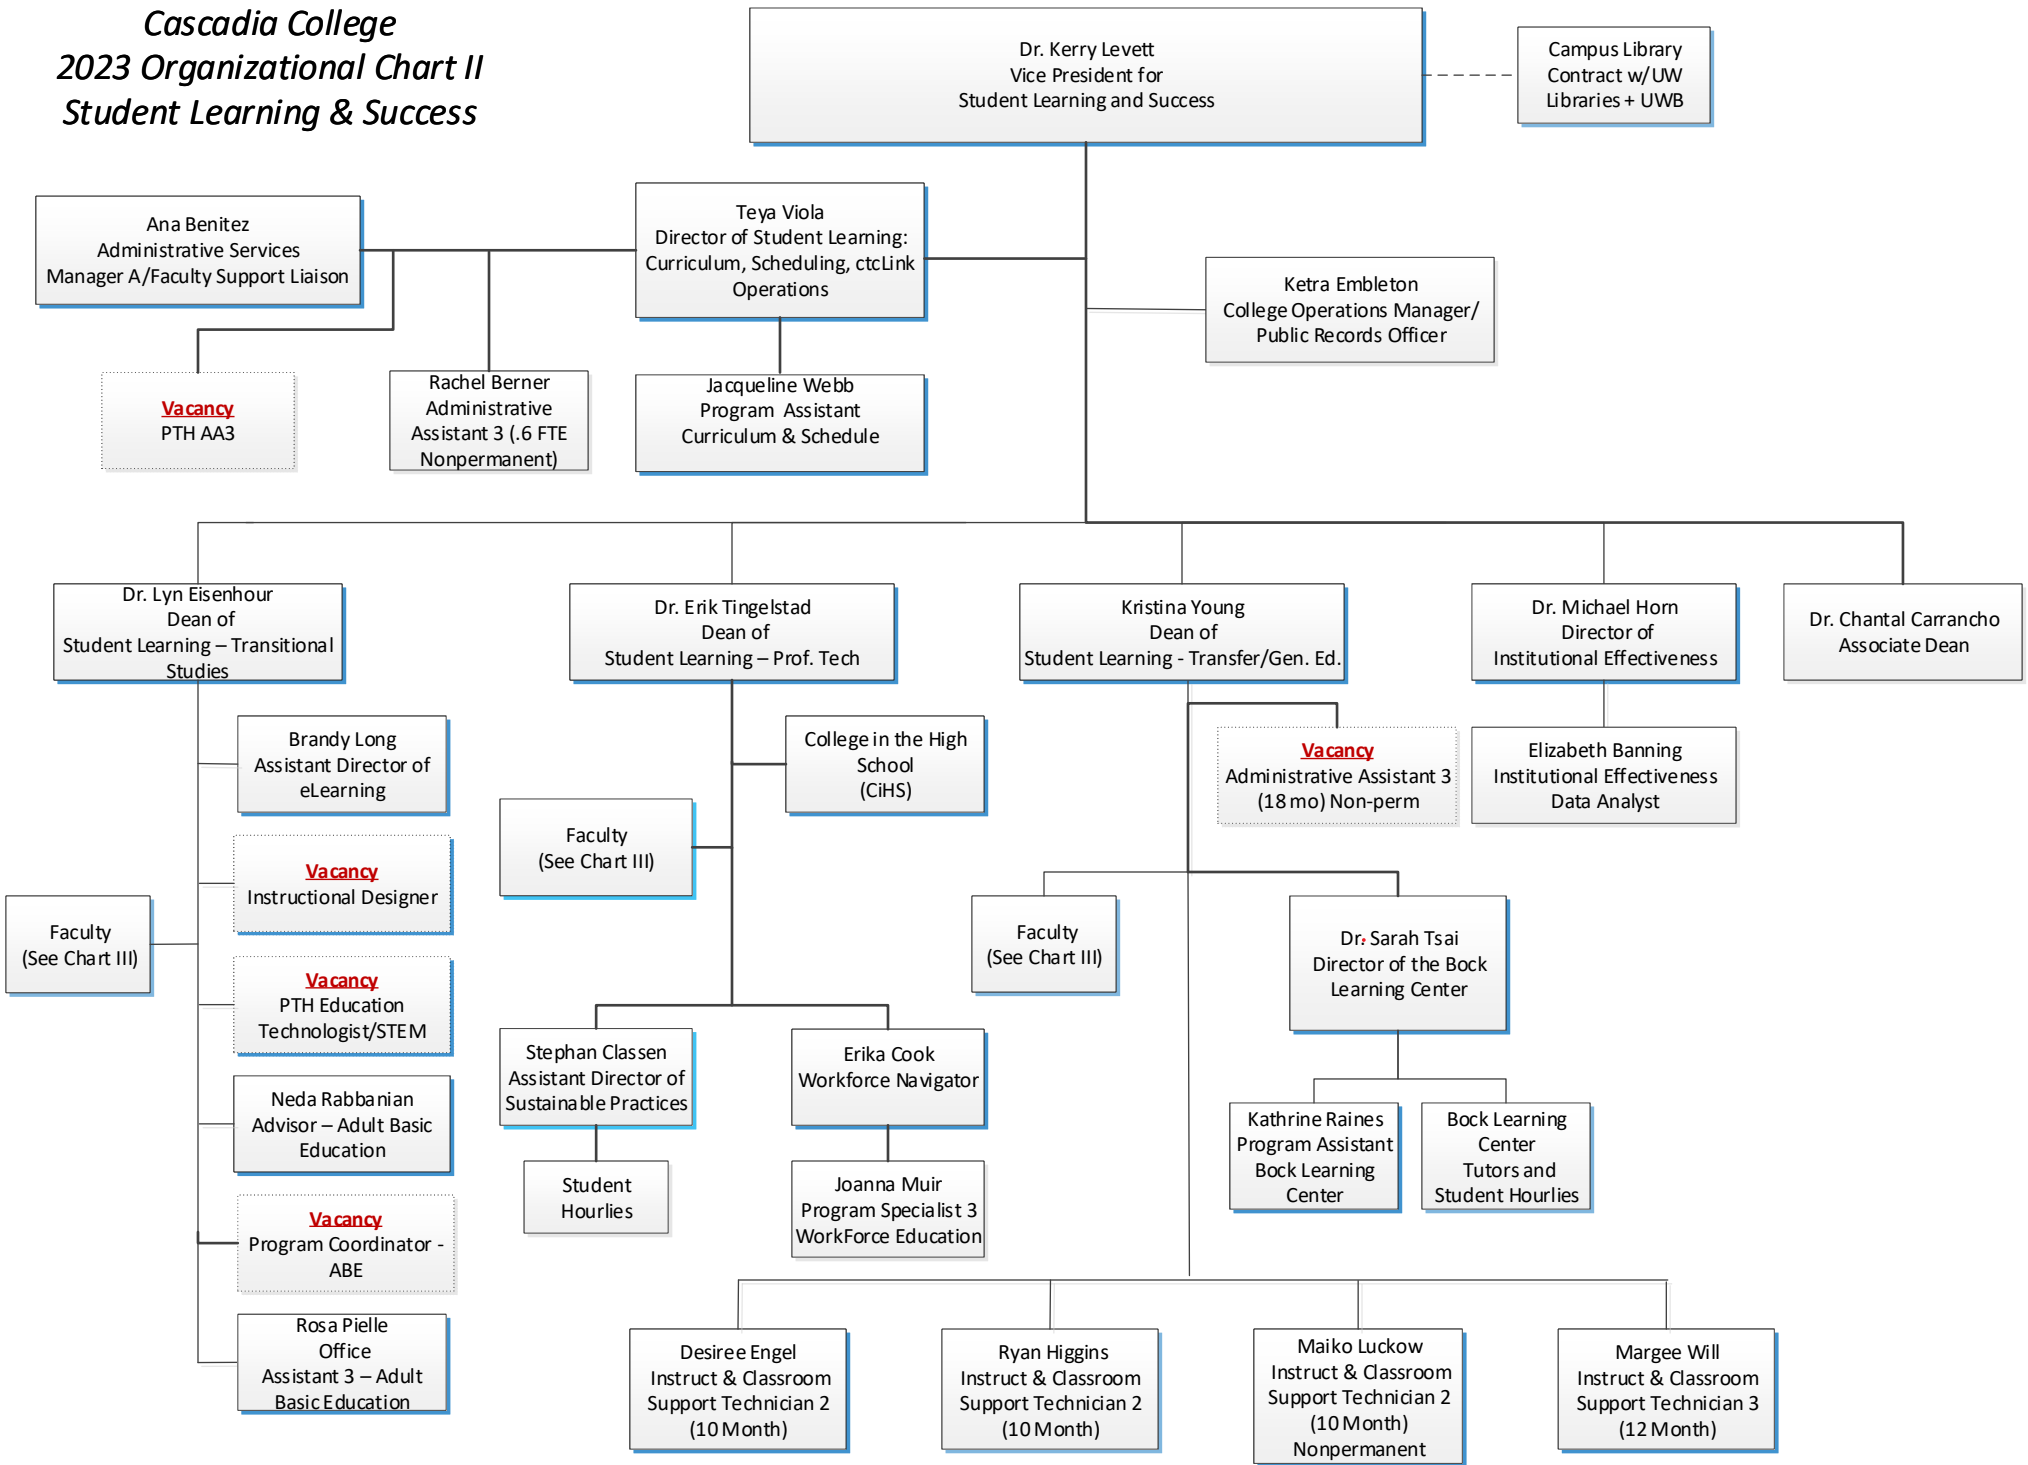 Cascadia College
2023 Organizational Chart II
Student Learning & Success
Dr. Kerry Levett
Vice President for
Student Learning and Success
Campus Library
Contract w/UW
Libraries + UWB
Ana Benitez
Administrative Services
Manager A/Faculty Support Liaison
Teya Viola
Director of Student Learning:
Curriculum, Scheduling, ctcLink
Operations
Ketra Embleton
College Operations Manager/
Public Records Officer
Vacancy
PTH AA3
Rachel Berner
Administrative
Assistant 3 (.6 FTE
Nonpermanent)
Jacqueline Webb
Program Assistant
Curriculum & Schedule
Dr. Lyn Eisenhour
Dean of
Student Learning – Transitional
Studies
Dr. Erik Tingelstad
Dean of
Student Learning – Prof. Tech
Kristina Young
Dean of
Student Learning - Transfer/Gen. Ed.
Dr. Michael Horn
Director of
Institutional Effectiveness
Dr. Chantal Carrancho
Associate Dean
Brandy Long
Assistant Director of
eLearning
Vacancy
Instructional Designer
Faculty
(See Chart III)
Vacancy
PTH Education
Technologist/STEM
Neda Rabbanian
Advisor – Adult Basic
Education
Vacancy
Program Coordinator -
ABE
Rosa Pielle
Office
Assistant 3 – Adult
Basic Education
College in the High
School
(CiHS)
Faculty
(See Chart III)
Stephan Classen
Assistant Director of
Sustainable Practices
Student
Hourlies
Erika Cook
Workforce Navigator
Joanna Muir
Program Specialist 3
WorkForce Education
Vacancy
Administrative Assistant 3
(18 mo) Non-perm
Elizabeth Banning
Institutional Effectiveness
Data Analyst
Faculty
(See Chart III)
Dr. Sarah Tsai
Director of the Bock
Learning Center
Kathrine Raines
Program Assistant
Bock Learning
Center
Bock Learning
Center
Tutors and
Student Hourlies
Desiree Engel
Instruct & Classroom
Support Technician 2
(10 Month)
Ryan Higgins
Instruct & Classroom
Support Technician 2
(10 Month)
Maiko Luckow
Instruct & Classroom
Support Technician 2
(10 Month)
Nonpermanent
Margee Will
Instruct & Classroom
Support Technician 3
(12 Month)